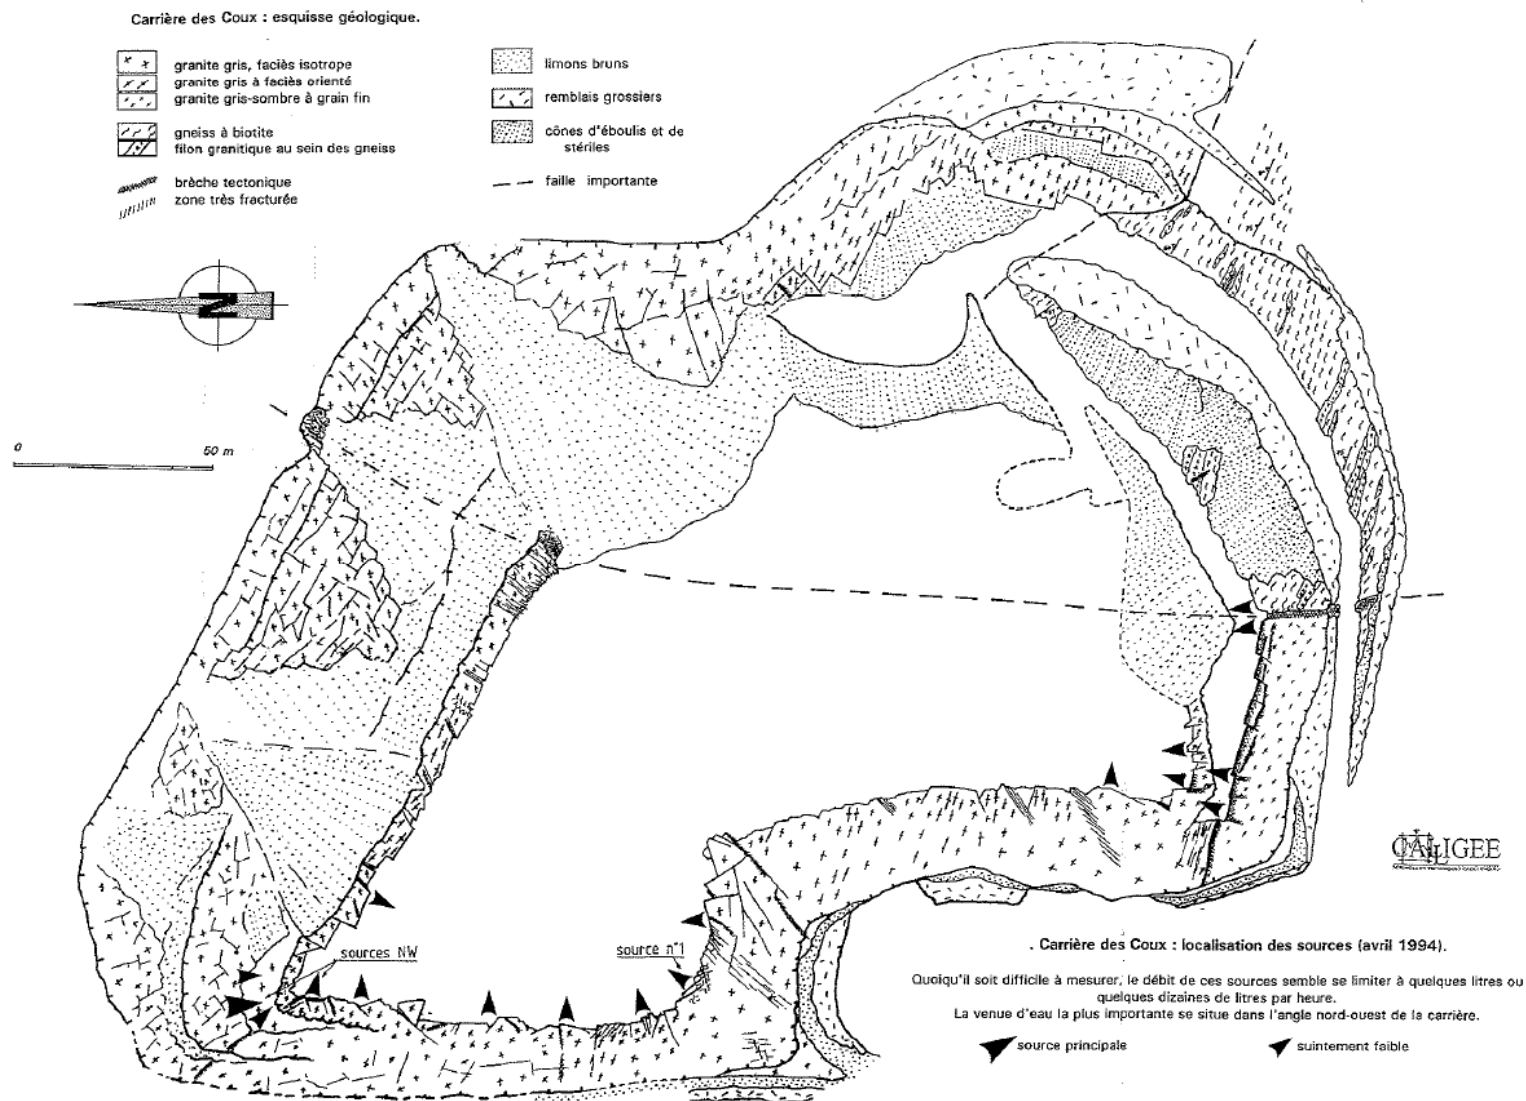 Carrière des Coux : esquisse géologique.
granite gris, faciès isotrope
granite gris à faciès orienté
granite gris-sombre à grain fin
gneiss à biotite
filon granitique au sein des gneiss
brèche tectonique
zone très fracturée
limons bruns
remblais grossiers
cônes d'éboulis et de
stériles
faille importante
N
0 50 m
sources NW
source n°1
CALLIGEE
. Carrière des Coux : localisation des sources (avril 1994).
Quoiqu'il soit difficile à mesurer, le débit de ces sources semble se limiter à quelques litres ou
quelques dizaines de litres par heure.
La venue d'eau la plus importante se situe dans l'angle nord-ouest de la carrière.
source principale
suintement faible